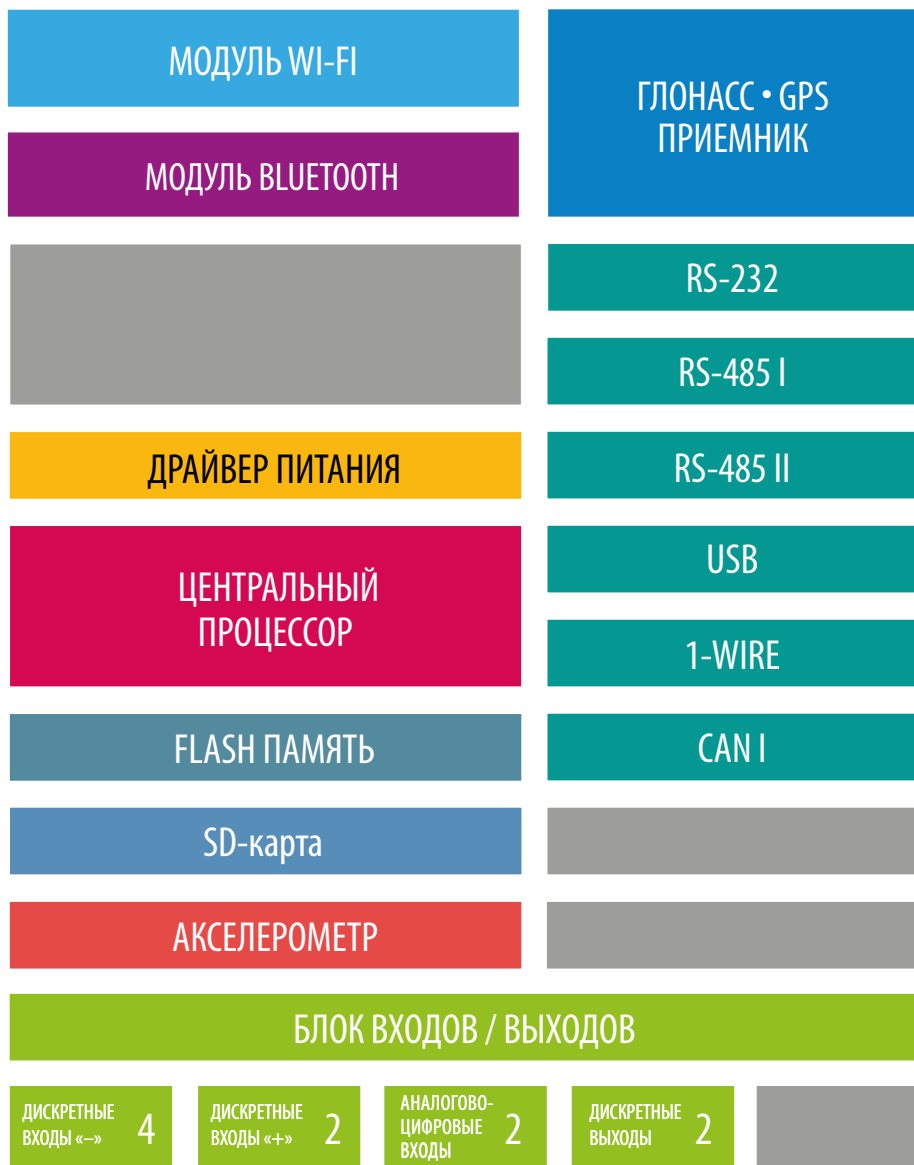 МОДУЛЬ WI-FI
МОДУЛЬ BLUETOOTH
ГЛОНАСС • GPS
ПРИЕМНИК
RS-232
RS-485 I
ДРАЙВЕР ПИТАНИЯ
RS-485 II
ЦЕНТРАЛЬНЫЙ
ПРОЦЕССОР
USB
1-WIRE
FLASH ПАМЯТЬ
CAN I
SD-карта
АКСЕЛЕРОМЕТР
БЛОК ВХОДОВ / ВЫХОДОВ
ДИСКРЕТНЫЕ
ВХОДЫ «–»
4
ДИСКРЕТНЫЕ
ВХОДЫ «+»
2
АНАЛОГОВО-
ЦИФРОВЫЕ
ВХОДЫ
2
ДИСКРЕТНЫЕ
ВЫХОДЫ
2